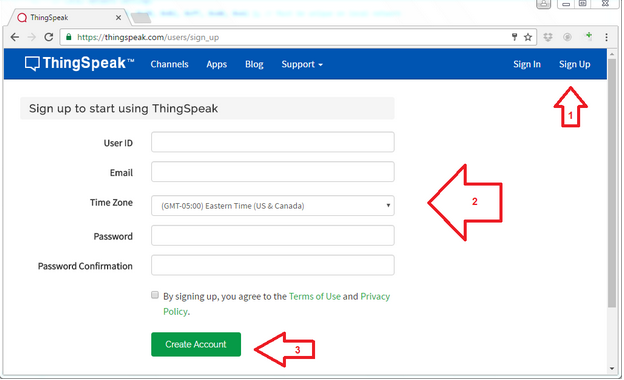 ThingSpeak
https://thingspeak.com/users/sign_up
ThingSpeak™ Channels Apps Blog Support Sign In Sign Up
1
Sign up to start using ThingSpeak
User ID
Email
Time Zone (GMT-05:00) Eastern Time (US & Canada)
2
Password
Password Confirmation
By signing up, you agree to the Terms of Use and Privacy
Policy.
Create Account
3